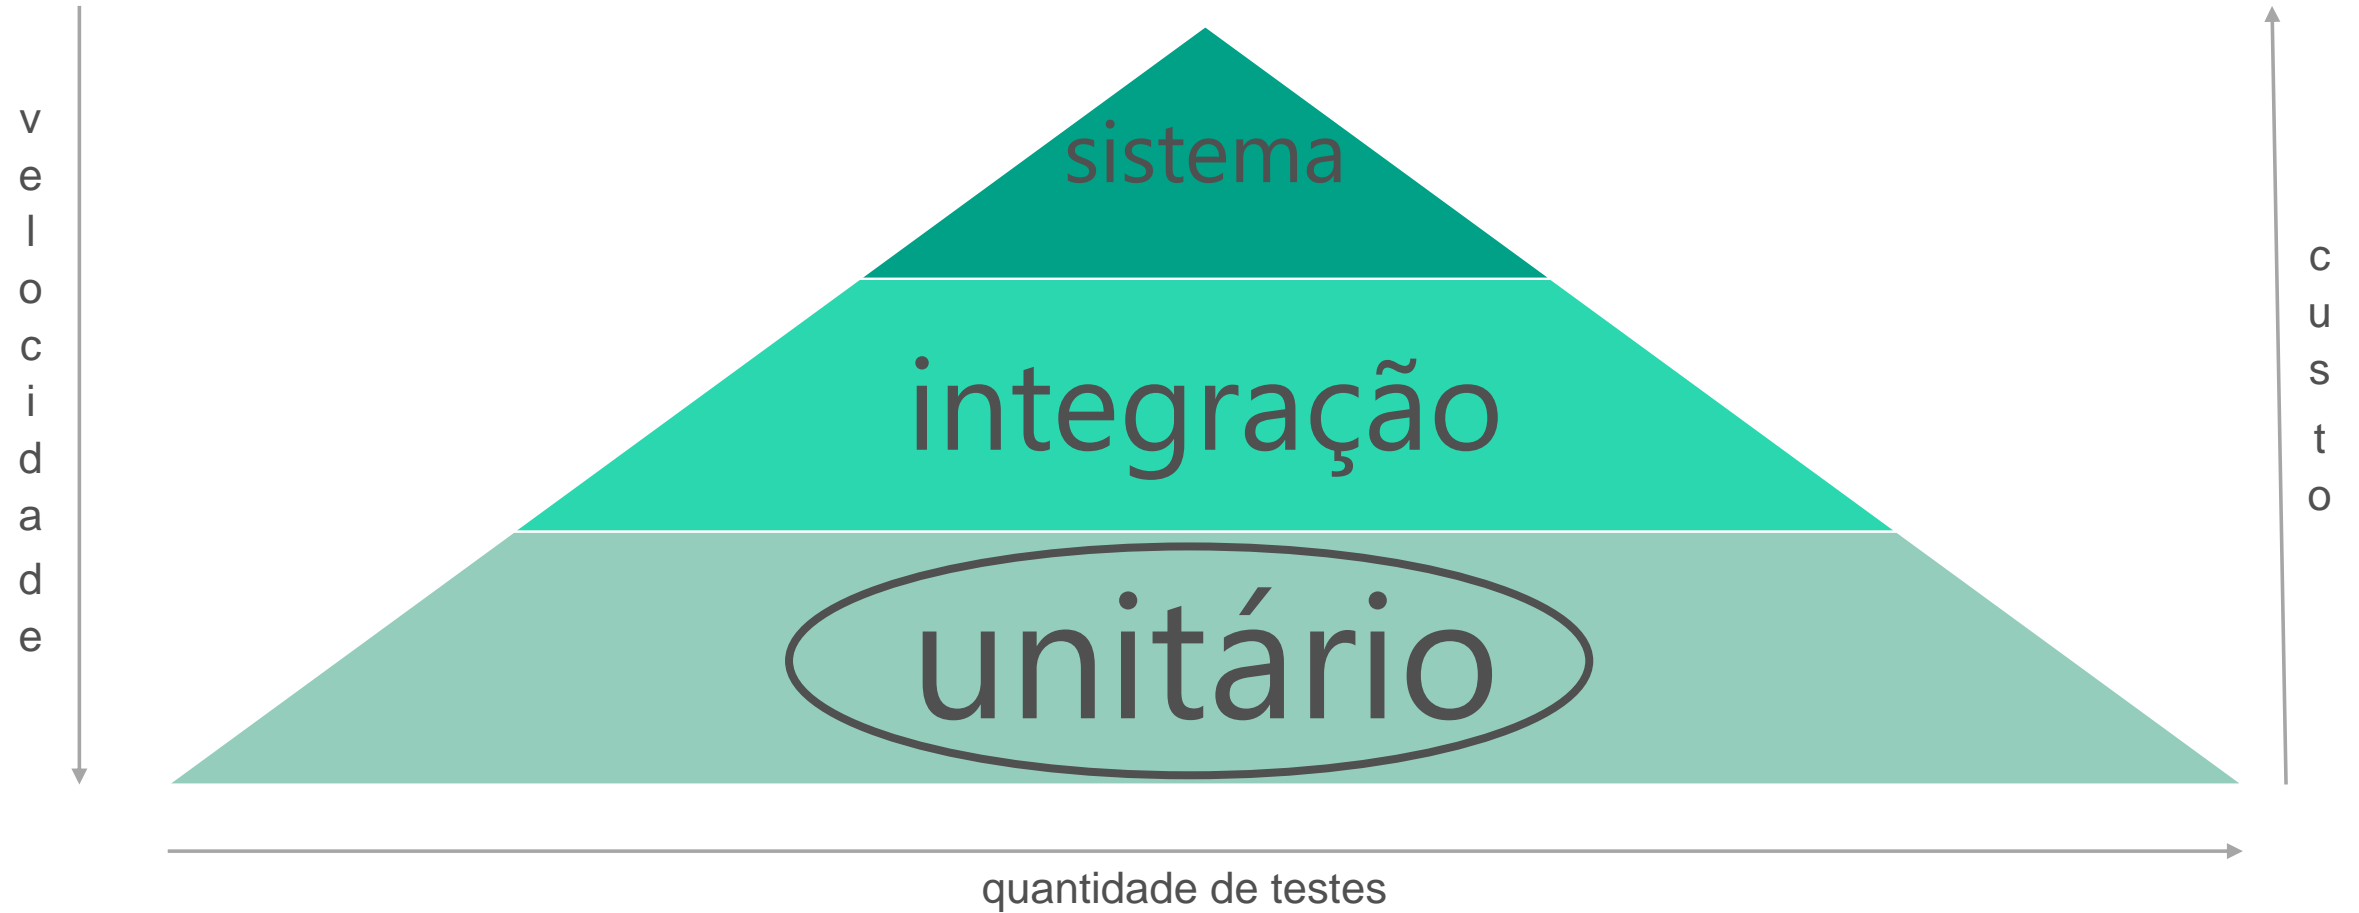 velocidade
sistema
integração
unitário
custo
quantidade de testes